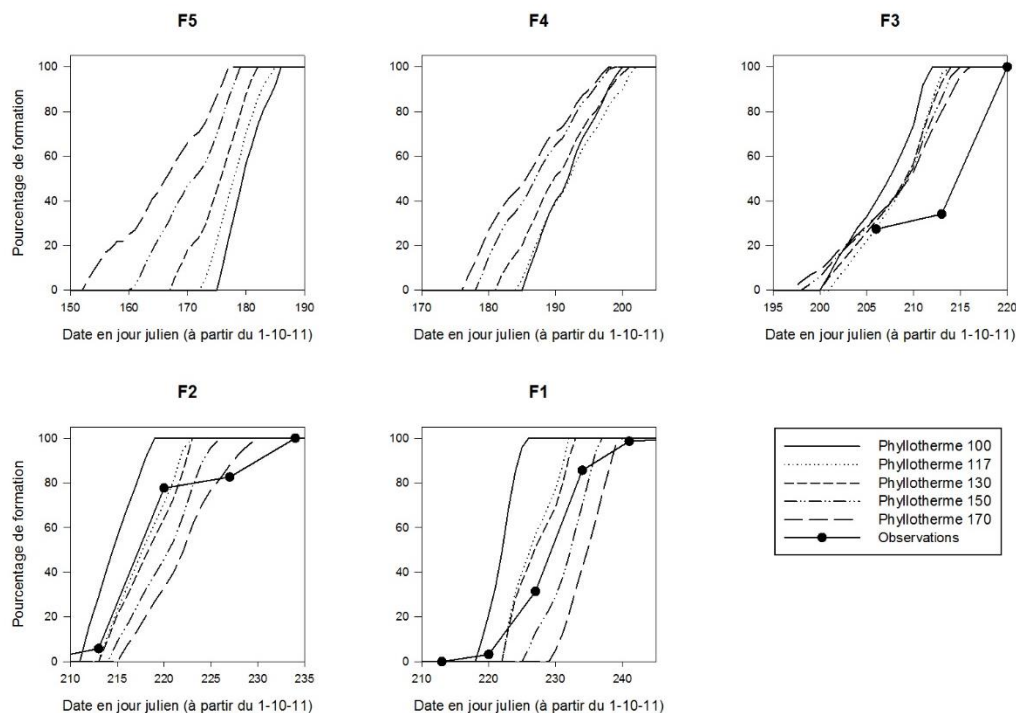 F5
F4
F3
Pourcentage de formation
100
80
60
40
20
0
150 160 170 180 190
Date en jour julien (à partir du 1-10-11)
100
80
60
40
20
0
170 180 190 200
Date en jour julien (à partir du 1-10-11)
100
80
60
40
20
0
195 200 205 210 215 220
Date en jour julien (à partir du 1-10-11)
F2
F1
Pourcentage de formation
100
80
60
40
20
0
210 215 220 225 230 235
Date en jour julien (à partir du 1-10-11)
100
80
60
40
20
0
210 220 230 240
Date en jour julien (à partir du 1-10-11)
Phyllotherme 100
Phyllotherme 117
Phyllotherme 130
Phyllotherme 150
Phyllotherme 170
Observations